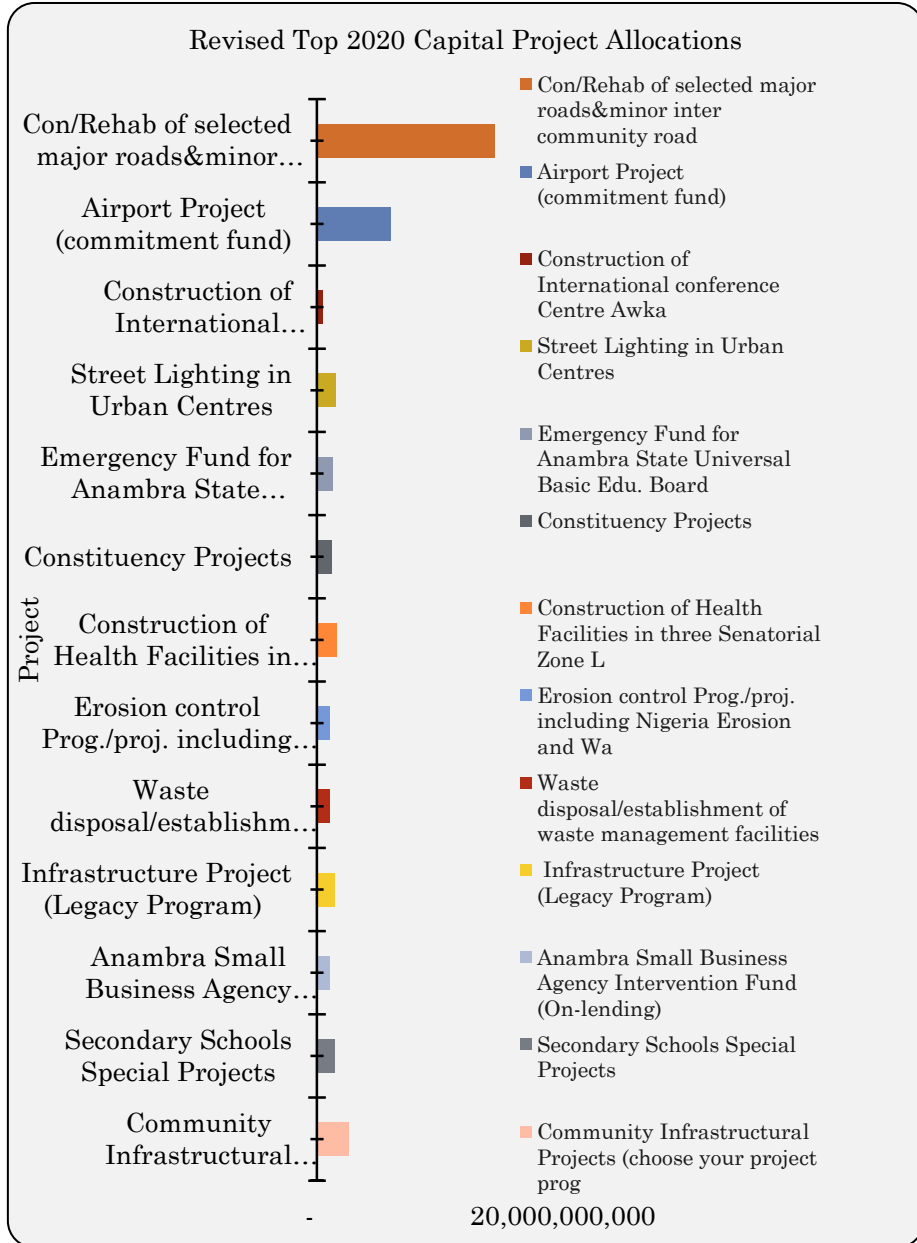 Revised Top 2020 Capital Project Allocations
Con/Rehab of selected
major roads&minor…
Airport Project
(commitment fund)
Construction of
International…
Street Lighting in
Urban Centres
Emergency Fund for
Anambra State…
Constituency Projects
Construction of
Health Facilities in…
Erosion control
Prog./proj. including…
Waste
disposal/establishm…
Infrastructure Project
(Legacy Program)
Anambra Small
Business Agency…
Secondary Schools
Special Projects
Community
Infrastructural…
Project
-
20,000,000,000
Con/Rehab of selected major
roads&minor inter
community road
Airport Project
(commitment fund)
Construction of
International conference
Centre Awka
Street Lighting in Urban
Centres
Emergency Fund for
Anambra State Universal
Basic Edu. Board
Constituency Projects
Construction of Health
Facilities in three Senatorial
Zone L
Erosion control Prog./proj.
including Nigeria Erosion
and Wa
Waste
disposal/establishment of
waste management facilities
Infrastructure Project
(Legacy Program)
Anambra Small Business
Agency Intervention Fund
(On-lending)
Secondary Schools Special
Projects
Community Infrastructural
Projects (choose your project
prog